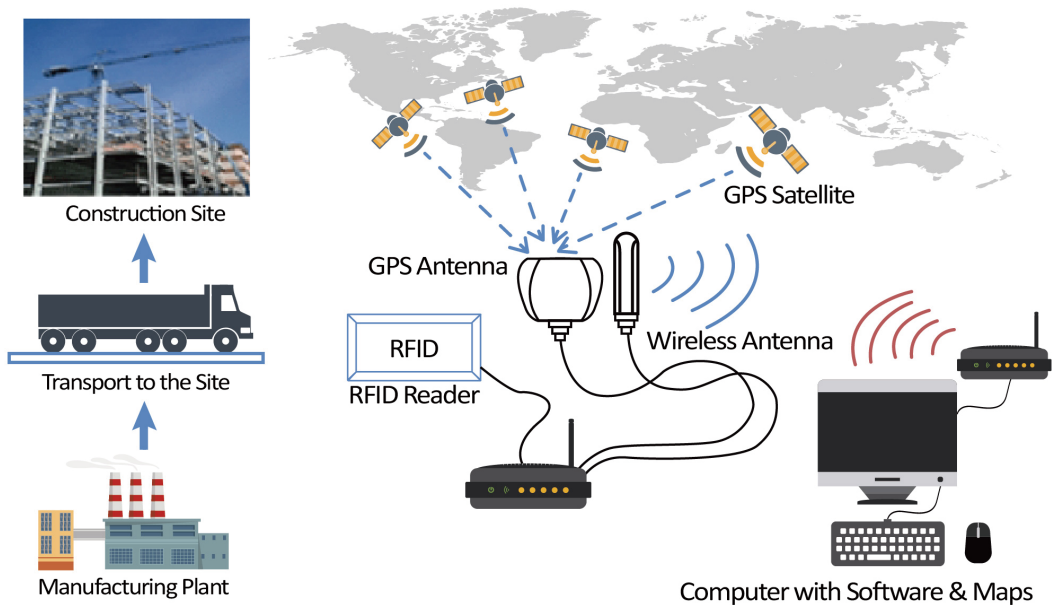 Construction Site
Transport to the Site
Manufacturing Plant
GPS Satellite
GPS Antenna
Wireless Antenna
RFID
RFID Reader
Computer with Software & Maps